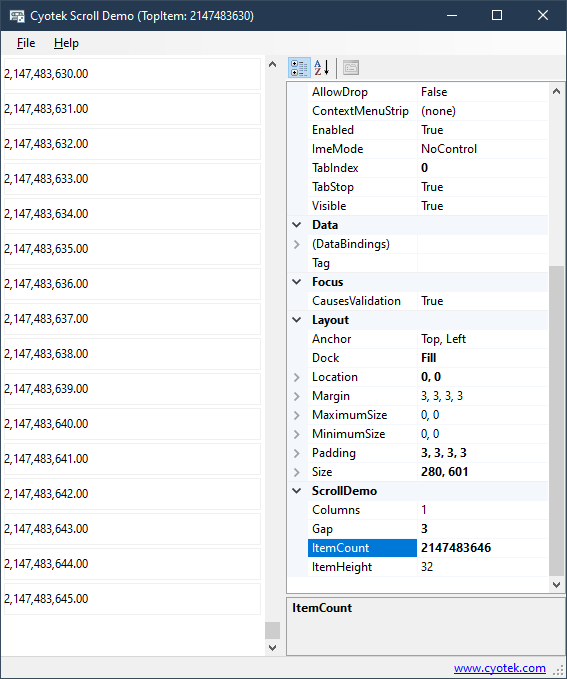 Cyotek Scroll Demo (TopItem: 2147483630)
File Help
2,147,483,630.00
2,147,483,631.00
2,147,483,632.00
2,147,483,633.00
2,147,483,634.00
2,147,483,635.00
2,147,483,636.00
2,147,483,637.00
2,147,483,638.00
2,147,483,639.00
2,147,483,640.00
2,147,483,641.00
2,147,483,642.00
2,147,483,643.00
2,147,483,644.00
2,147,483,645.00
AllowDrop False
ContextMenuStrip (none)
Enabled True
ImeMode NoControl
TabIndex 0
TabStop True
Visible True
Data
(DataBindings)
Tag
Focus
CausesValidation True
Layout
Anchor Top, Left
Dock Fill
Location 0, 0
Margin 3, 3, 3, 3
MaximumSize 0, 0
MinimumSize 0, 0
Padding 3, 3, 3, 3
Size 280, 601
ScrollDemo
Columns 1
Gap 3
ItemCount 2147483646
ItemHeight 32
ItemCount
www.cyotek.com